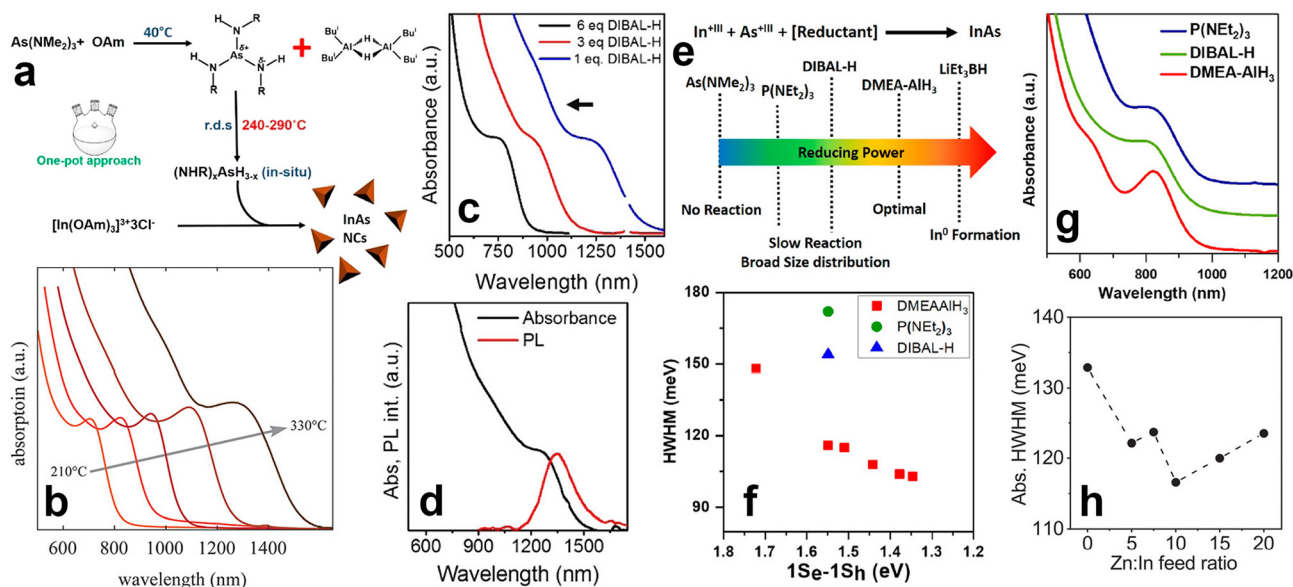 a
As(NMe₂)₃+ OAm
40°C
R
N H
H N As δ+ N δ- H
R R
+
Buⁱ H Buⁱ
Al Al
Buⁱ H Buⁱ
One-pot approach
r.d.s 240-290°C
(NHR)ₓAsH₃₋ₓ (in-situ)
[In(OAm)₃]³⁺3Cl⁻
InAs
NCs
b
absorptoin (a.u.)
210°C
330°C
600 800 1000 1200 1400
wavelength (nm)
c
Absorbance (a.u.)
6 eq DIBAL-H
3 eq DIBAL-H
1 eq. DIBAL-H
500 750 1000 1250 1500
Wavelength (nm)
d
Abs, PL int. (a.u.)
Absorbance
PL
600 900 1200 1500
Wavelength (nm)
e
In⁺ᴵᴵᴵ + As⁺ᴵᴵᴵ + [Reductant] InAs
As(NMe₂)₃
P(NEt₂)₃
DIBAL-H
DMEA-AlH₃
LiEt₃BH
Reducing Power
No Reaction
Slow Reaction
Broad Size distribution
Optimal
In⁰ Formation
f
HWHM (meV)
180
150
120
90
DMEAAlH₃
P(NEt₂)₃
DIBAL-H
1.8 1.7 1.6 1.5 1.4 1.3 1.2
1Sₑ-1Sₕ (eV)
g
Absorbance (a.u.)
P(NEt₂)₃
DIBAL-H
DMEA-AlH₃
600 800 1000 1200
Wavelength (nm)
h
Abs. HWHM (meV)
140
130
120
110
0 5 10 15 20
Zn:In feed ratio